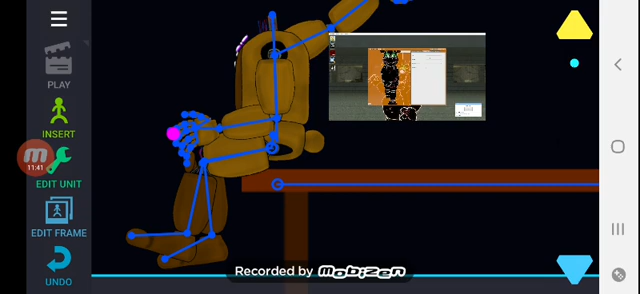 PLAY
INSERT
11:41
EDIT UNIT
EDIT FRAME
UNDO
Recorded by mobizen